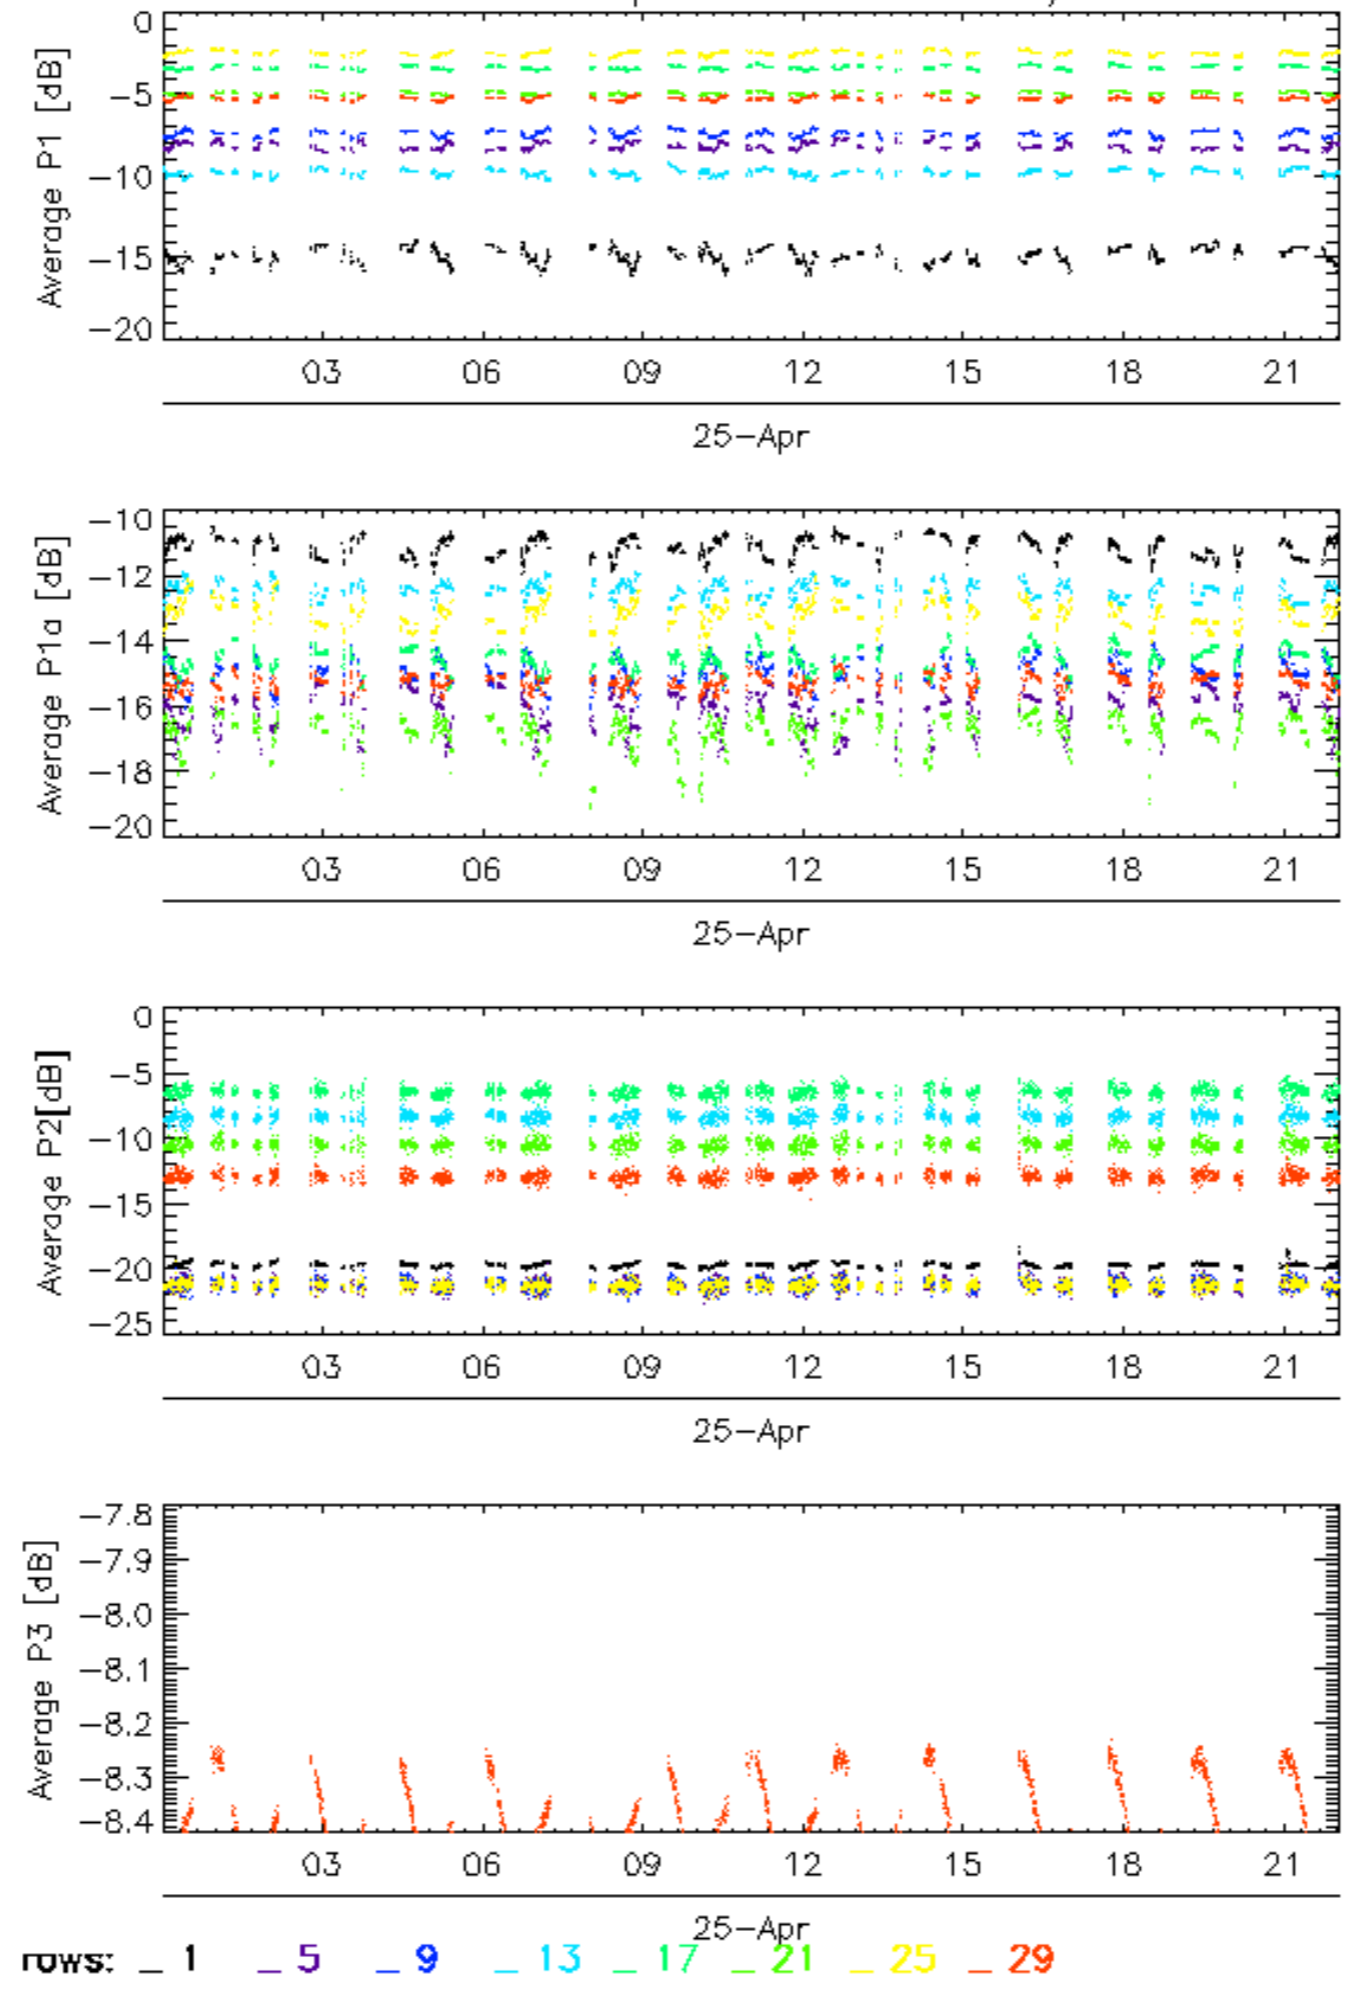 0
−5
−10
−15
−20
Average P1 [dB]
03 06 09 12 15 18 21
25−Apr
−10
−12
−14
−16
−18
−20
Average P1a [dB]
03 06 09 12 15 18 21
25−Apr
0
−5
−10
−15
−20
−25
Average P2[dB]
03 06 09 12 15 18 21
25−Apr
−7.8
−7.9
−8.0
−8.1
−8.2
−8.3
−8.4
Average P3 [dB]
03 06 09 12 15 18 21
25−Apr
rows: _ 1 _ 5 _ 9 _ 13 _ 17 _ 21 _ 25 _ 29